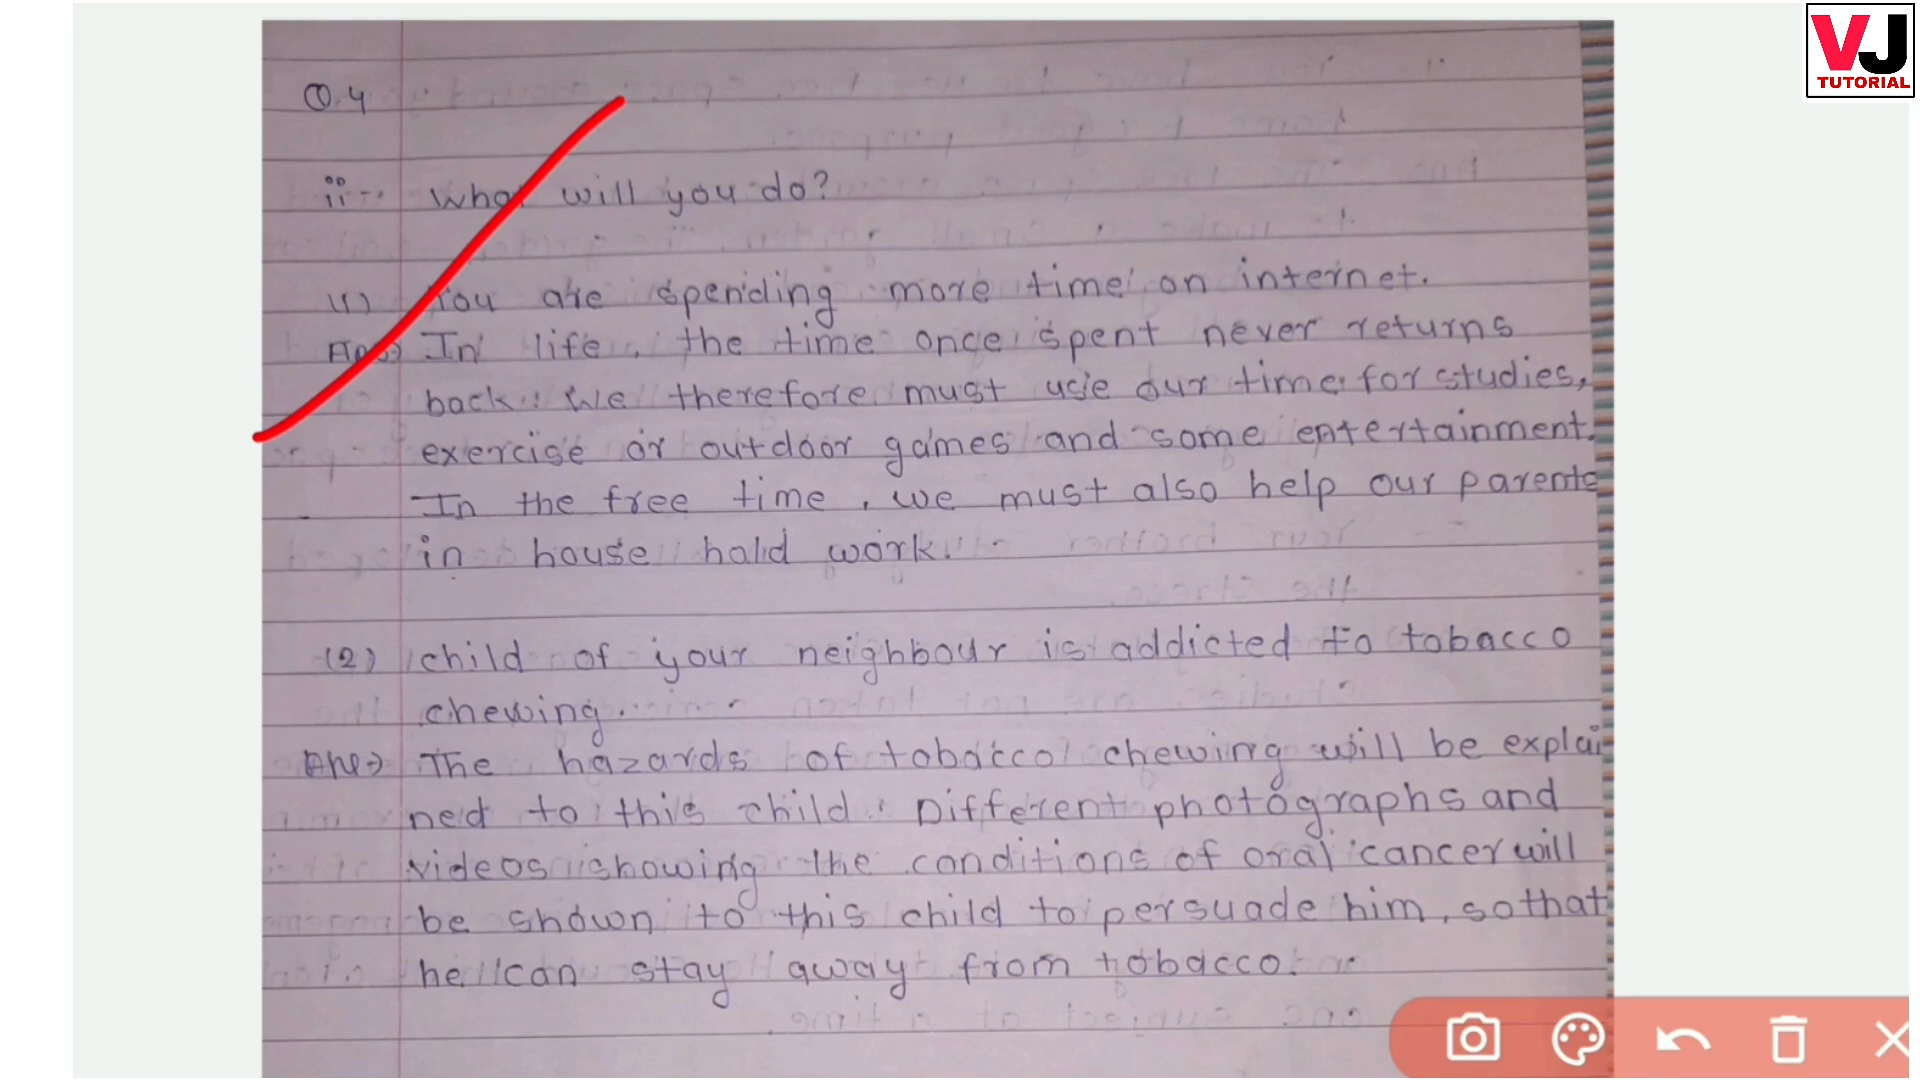 VJ
TUTORIAL
Q.4
ii- What will you do?
(1) You are spending more time on internet.
Ans→ In life, the time once spent never returns
back. We therefore must use our time for studies,
exercise or outdoor games and some entertainment.
In the free time, we must also help our parents
in house hold work.
(2) child of your neighbour is addicted to tobacco
chewing.
Ans→ The hazards of tobacco chewing will be explai
ned to this child. Different photographs and
videos showing the conditions of oral cancer will
be shown to this child to persuade him, so that
he can stay away from tobacco.